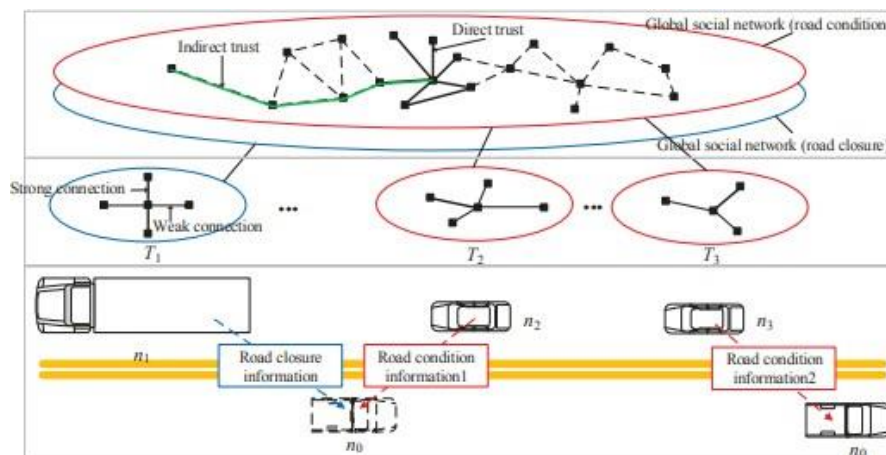 Global social network (road condition
Direct trust
Indirect trust
Global social network (road closure)
Strong connection
Weak connection
...
...
T1
T2
T3
n1
n2
n3
Road closure
information
Road condition
information1
Road condition
information2
n0
n0